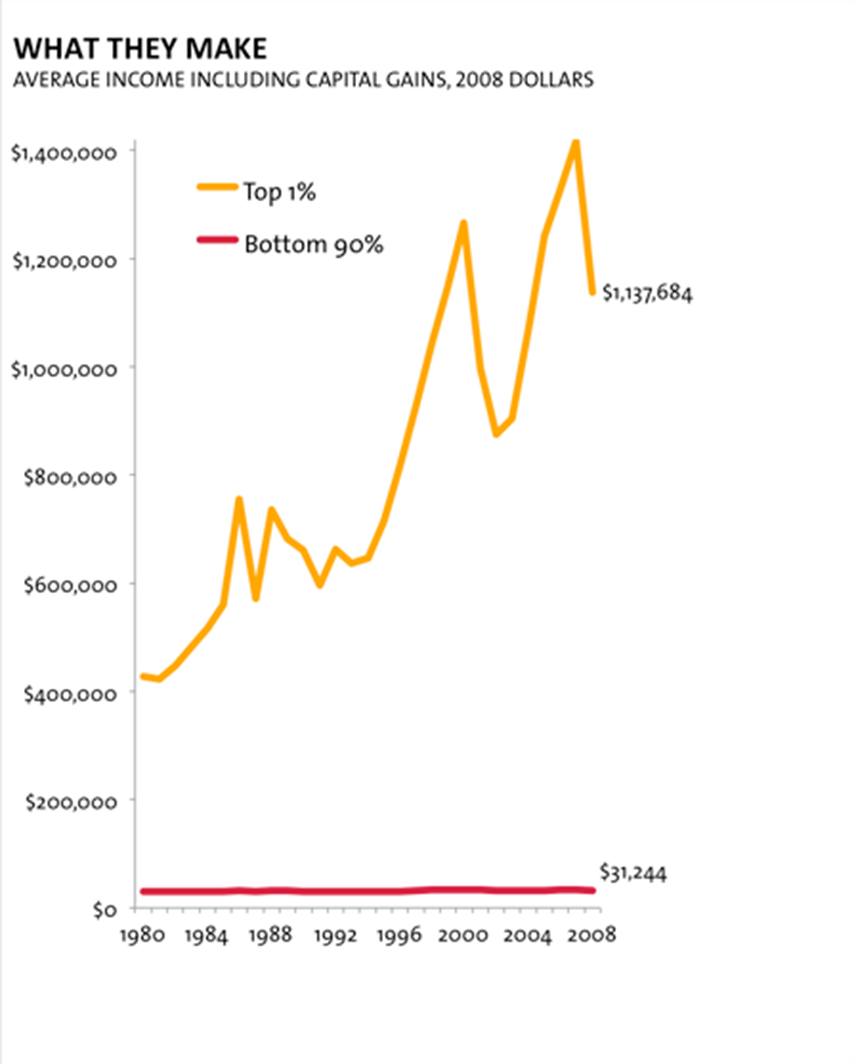 WHAT THEY MAKE
AVERAGE INCOME INCLUDING CAPITAL GAINS, 2008 DOLLARS
$1,400,000
Top 1%
Bottom 90%
$1,200,000
$1,137,684
$1,000,000
$800,000
$600,000
$400,000
$200,000
$31,244
$0
1980 1984 1988 1992 1996 2000 2004 2008